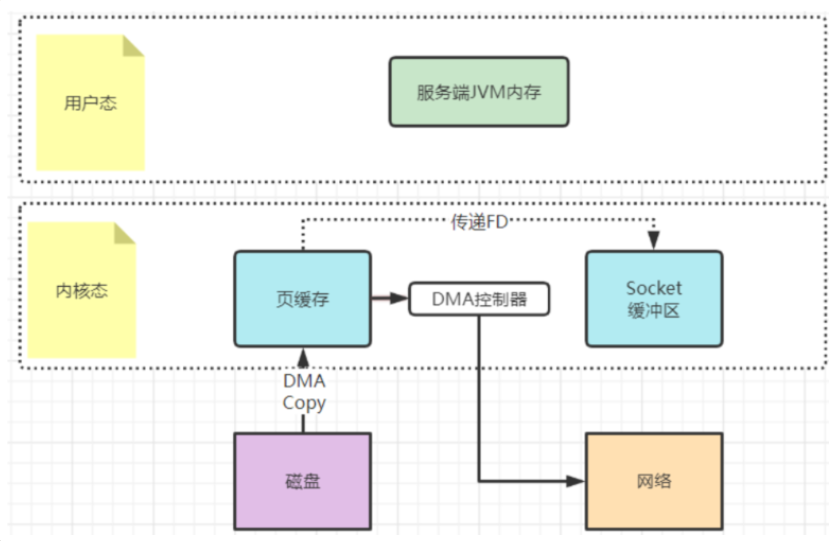 用户态
服务端JVM内存
传递FD
内核态
页缓存
DMA控制器
Socket
缓冲区
DMA
Copy
磁盘
网络